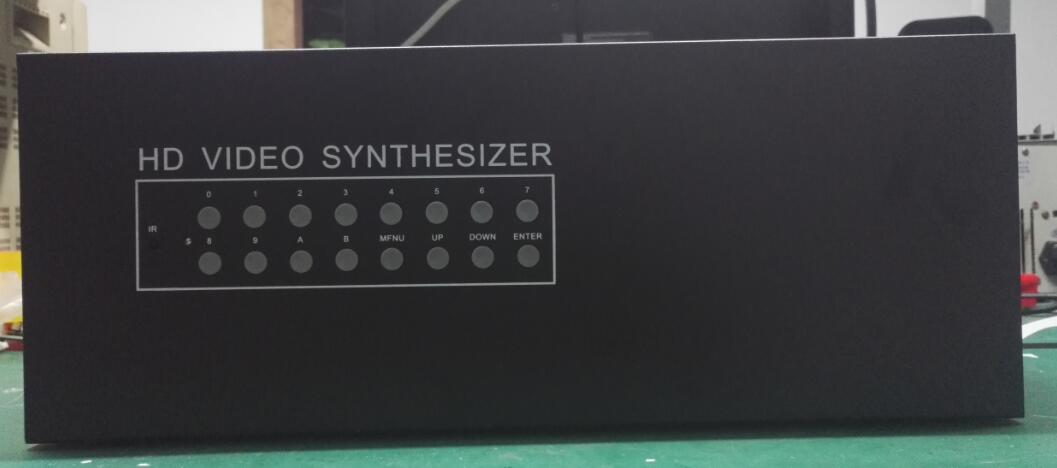 HD VIDEO SYNTHESIZER
0 1 2 3 4 5 6 7
IR
S 8 9 A B MFNU UP DOWN ENTER